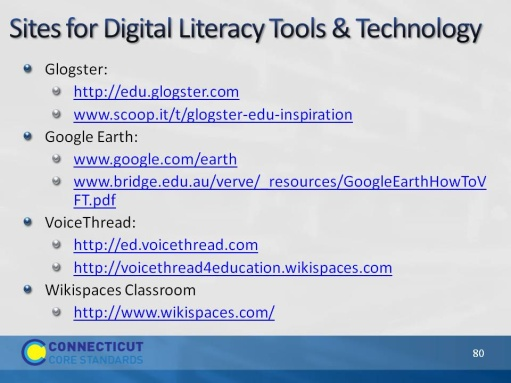 Sites for Digital Literacy Tools & Technology
Glogster:
http://edu.glogster.com
www.scoop.it/t/glogster-edu-inspiration
Google Earth:
www.google.com/earth
www.bridge.edu.au/verve/_resources/GoogleEarthHowToV
FT.pdf
VoiceThread:
http://ed.voicethread.com
http://voicethread4education.wikispaces.com
Wikispaces Classroom
http://www.wikispaces.com/
CONNECTICUT
CORE STANDARDS
80